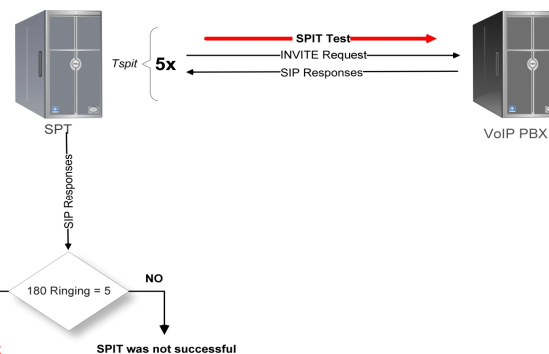 SPIT Test
INVITE Request
SIP Responses
Tspit
5x
SPT
VoIP PBX
SIP Responses
180 Ringing = 5
NO
SPIT was not successful